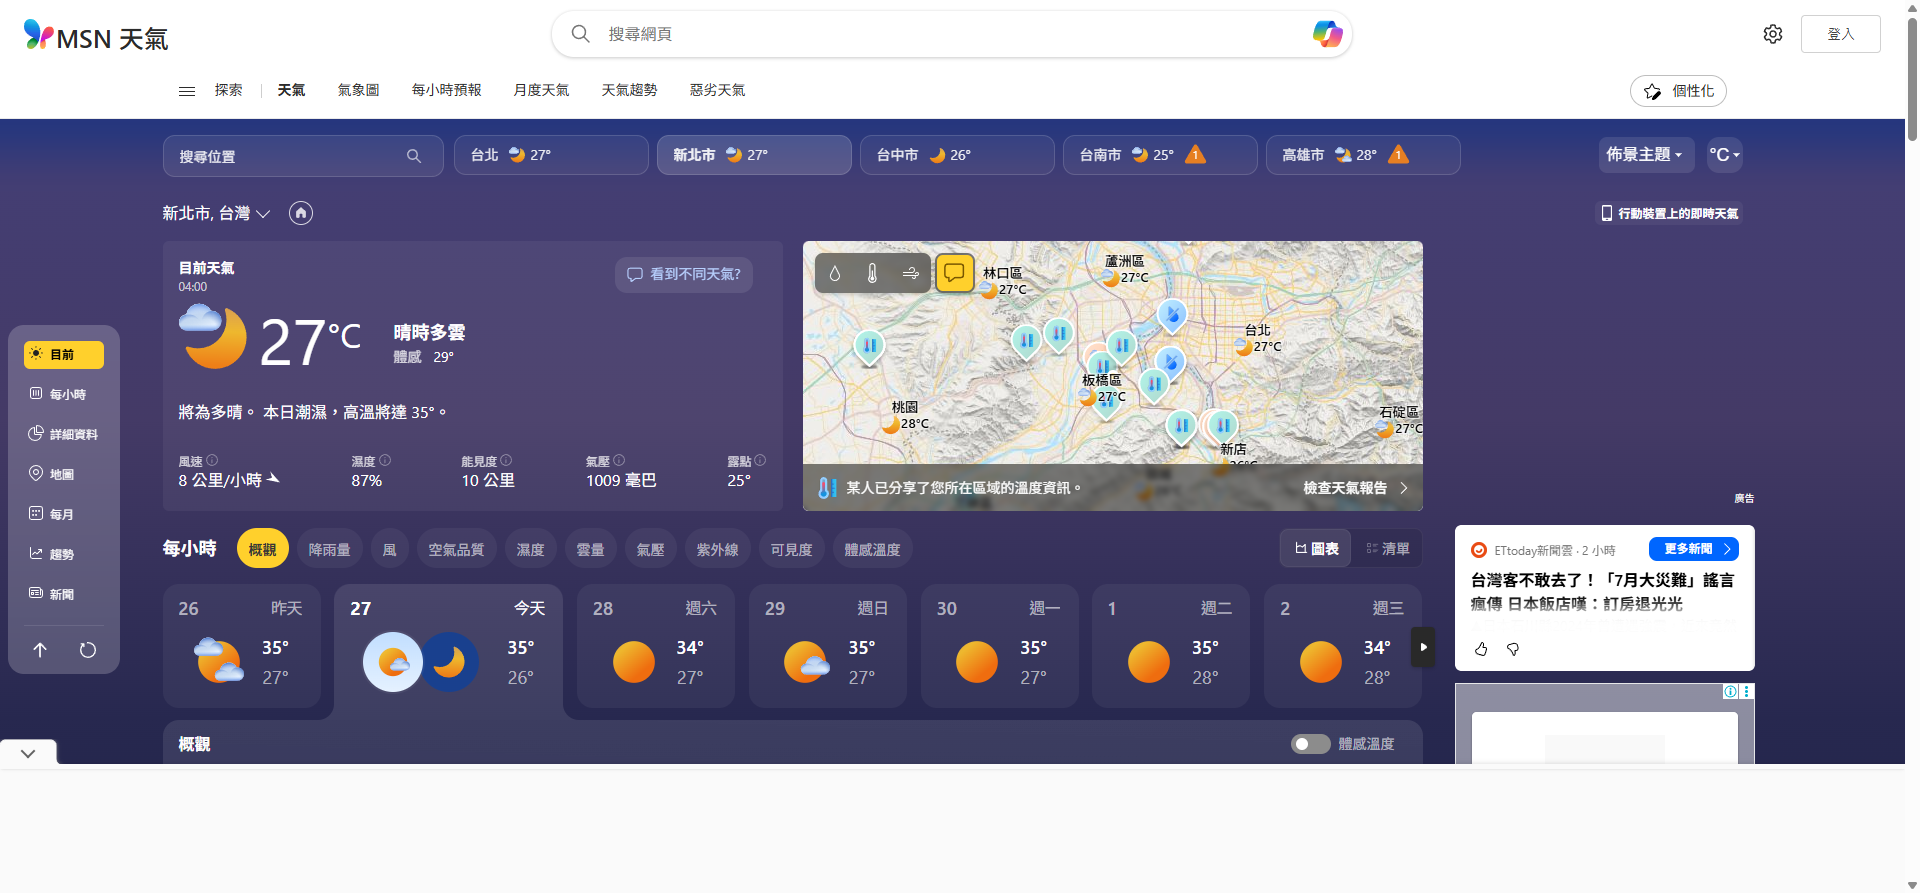 MSN 天氣
搜尋網頁
登入
探索
天氣
氣象圖
每小時預報
月度天氣
天氣趨勢
惡劣天氣
個性化
搜尋位置
台北 27°
新北市 27°
台中市 26°
台南市 25° 1
高雄市 28° 1
佈景主題
°C
新北市, 台灣
行動裝置上的即時天氣
目前
每小時
詳細資料
地圖
每月
趨勢
新聞
目前天氣
04:00
看到不同天氣?
27°C
晴時多雲
體感 29°
將為多晴。 本日潮濕，高溫將達 35°。
風速
8 公里/小時
濕度
87%
能見度
10 公里
氣壓
1009 毫巴
露點
25°
林口區
27°C
蘆洲區
27°C
台北
27°C
板橋區
27°C
桃園
28°C
石碇區
27°C
新店
某人已分享了您所在區域的溫度資訊。
檢查天氣報告
廣告
每小時
概觀
降雨量
風
空氣品質
濕度
雲量
氣壓
紫外線
可見度
體感溫度
圖表
清單
26 昨天
35°
27°
27 今天
35°
26°
28 週六
34°
27°
29 週日
35°
27°
30 週一
35°
27°
1 週二
35°
28°
2 週三
34°
28°
概觀
體感溫度
ETtoday新聞雲 · 2 小時
更多新聞
台灣客不敢去了！「7月大災難」謠言
瘋傳 日本飯店嘆：訂房退光光